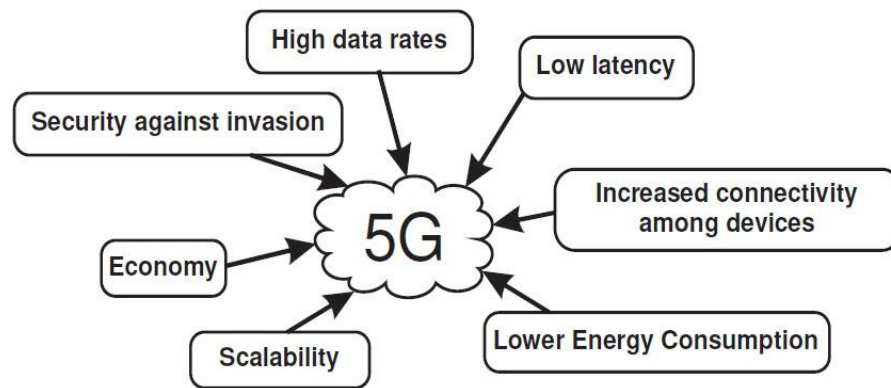 High data rates
Low latency
Security against invasion
Increased connectivity
among devices
5G
Economy
Lower Energy Consumption
Scalability